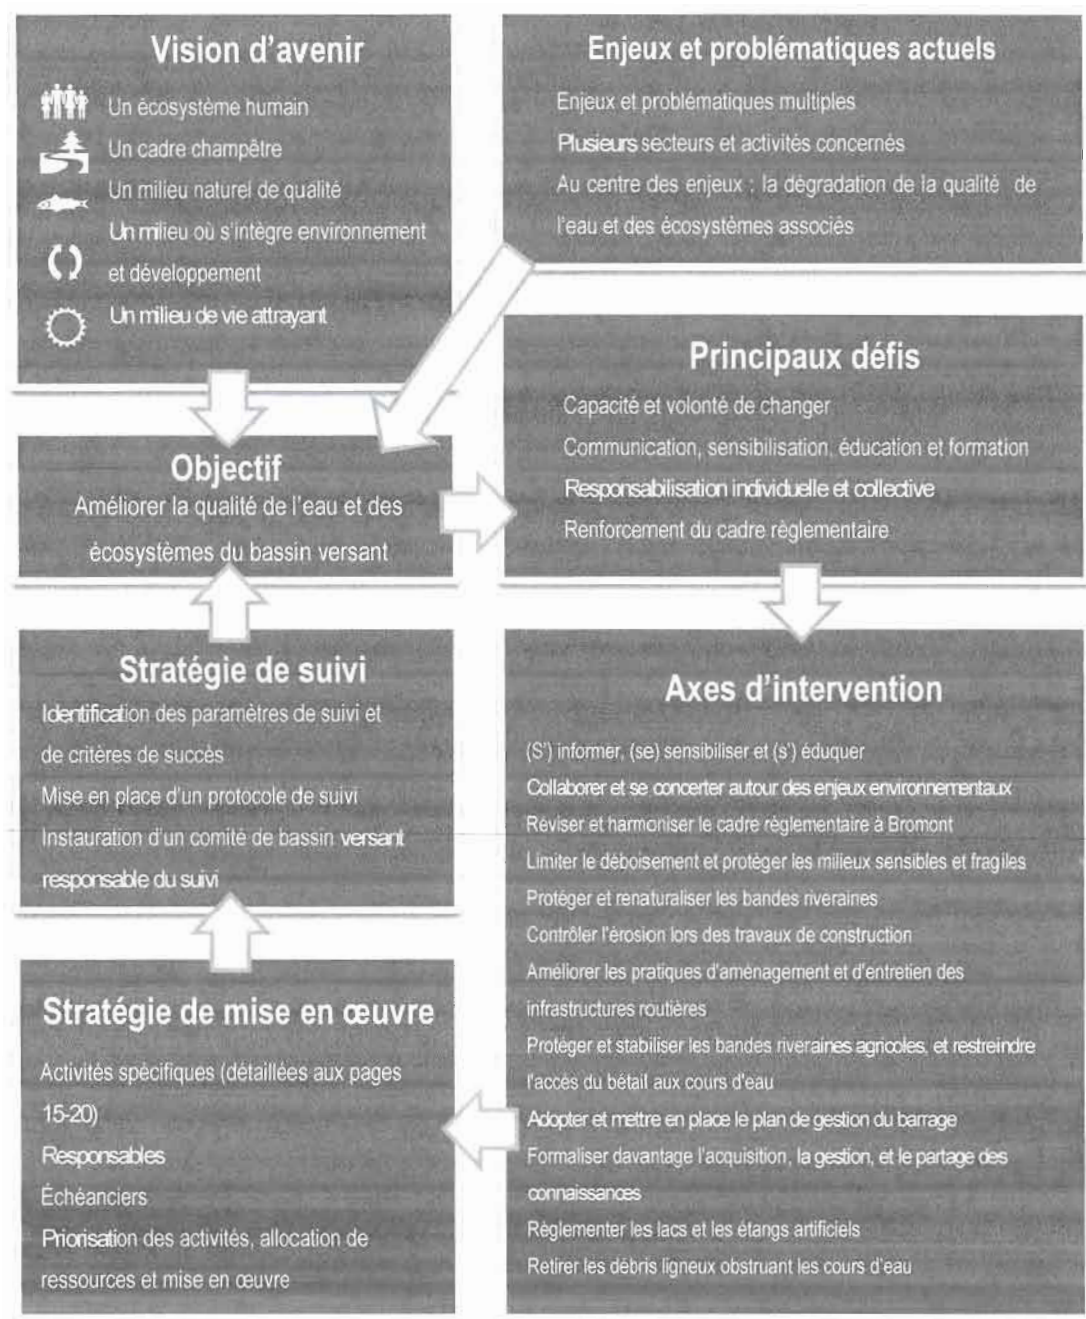 Vision d'avenir
Un écosystème humain
Un cadre champêtre
Un milieu naturel de qualité
Un milieu où s'intègre environnement
et développement
Un milieu de vie attrayant
Enjeux et problématiques actuels
Enjeux et problématiques multiples
Plusieurs secteurs et activités concernés
Au centre des enjeux : la dégradation de la qualité de
l'eau et des écosystèmes associés
Objectif
Améliorer la qualité de l'eau et des
écosystèmes du bassin versant
Principaux défis
Capacité et volonté de changer
Communication, sensibilisation, éducation et formation
Responsabilisation individuelle et collective
Renforcement du cadre règlementaire
Axes d'intervention
(S') informer, (se) sensibiliser et (s') éduquer
Collaborer et se concerter autour des enjeux environnementaux
Réviser et harmoniser le cadre règlementaire à Bromont
Limiter le déboisement et protéger les milieux sensibles et fragiles
Protéger et renaturaliser les bandes riveraines
Contrôler l'érosion lors des travaux de construction
Améliorer les pratiques d'aménagement et d'entretien des
infrastructures routières
Protéger et stabiliser les bandes riveraines agricoles, et restreindre
l'accès du bétail aux cours d'eau
Adopter et mettre en place le plan de gestion du barrage
Formaliser davantage l'acquisition, la gestion, et le partage des
connaissances
Règlementer les lacs et les étangs artificiels
Retirer les débris ligneux obstruant les cours d'eau
Stratégie de mise en œuvre
Activités spécifiques (détaillées aux pages
15-20)
Responsables
Échéanciers
Priorisation des activités, allocation de
ressources et mise en œuvre
Stratégie de suivi
Identification des paramètres de suivi et
de critères de succès
Mise en place d'un protocole de suivi
Instauration d'un comité de bassin versant
responsable du suivi